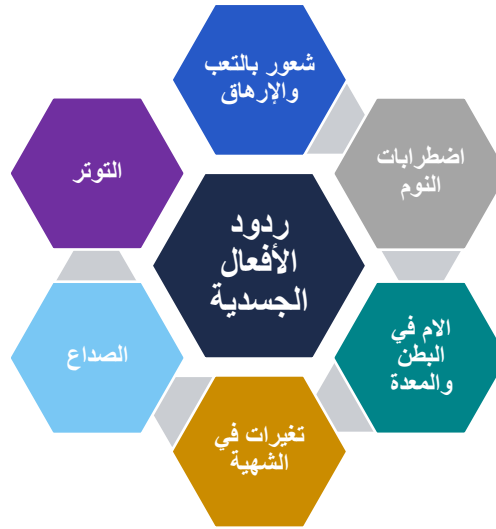 شعور بالتعب
والإرهاق
اضطرابات
النوم
التوتر
ردود
الأفعال
الجسدية
الام في
البطن
والمعدة
الصداع
تغيرات في
الشهية